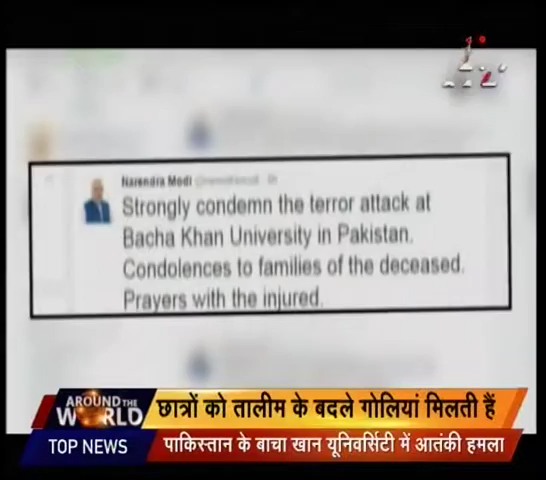 Narendra Modi
Strongly condemn the terror attack at
Bacha Khan University in Pakistan.
Condolences to families of the deceased.
Prayers with the injured.
AROUND THE
WORLD
छात्रों को तालीम के बदले गोलियां मिलती हैं
TOP NEWS
पाकिस्तान के बाचा खान यूनिवर्सिटी में आतंकी हमला